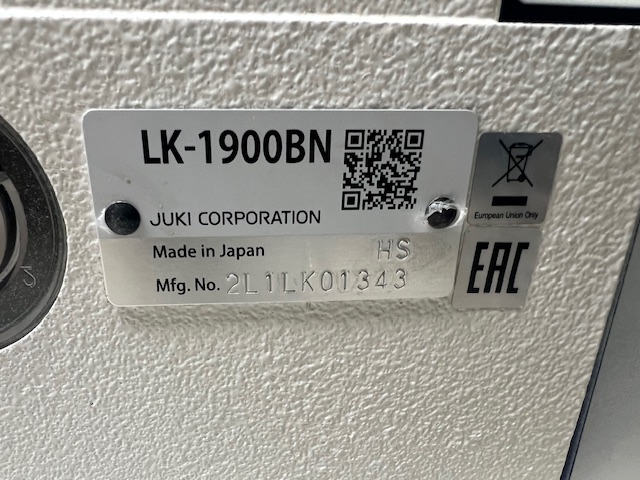 LK-1900BN
JUKI CORPORATION
Made in Japan HS
Mfg. No. 2L1LK01343
European Union Only
EAC